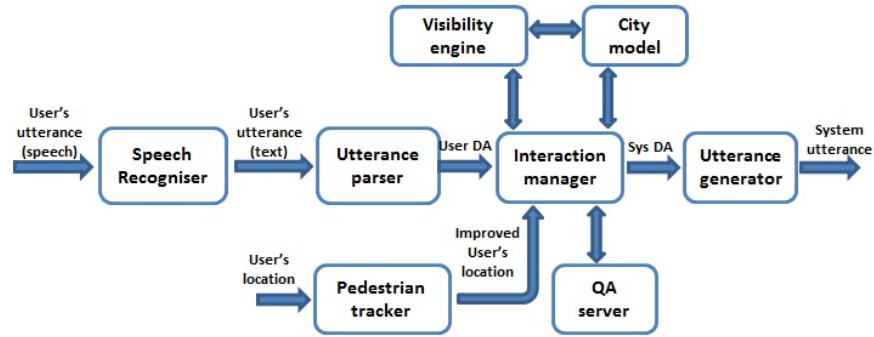 Visibility
engine
City
model
User's
utterance
(speech)
Speech
Recogniser
User's
utterance
(text)
Utterance
parser
User DA
Interaction
manager
Sys DA
Utterance
generator
System
utterance
User's
location
Pedestrian
tracker
Improved
User's
location
QA
server